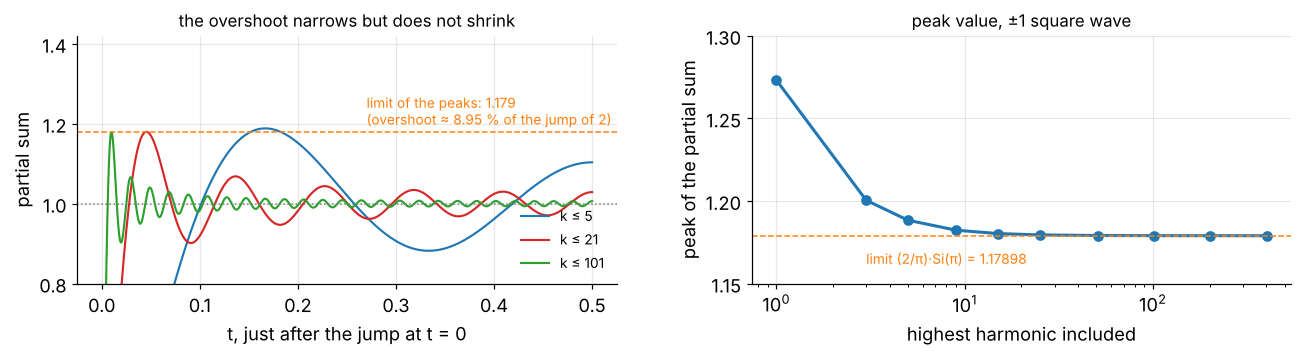 the overshoot narrows but does not shrink
partial sum
1.4
1.2
1.0
0.8
limit of the peaks: 1.179
(overshoot ≈ 8.95 % of the jump of 2)
k ≤ 5
k ≤ 21
k ≤ 101
0.0 0.1 0.2 0.3 0.4 0.5
t, just after the jump at t = 0
peak value, ±1 square wave
peak of the partial sum
1.30
1.25
1.20
1.15
limit (2/π)·Si(π) = 1.17898
10⁰ 10¹ 10²
highest harmonic included